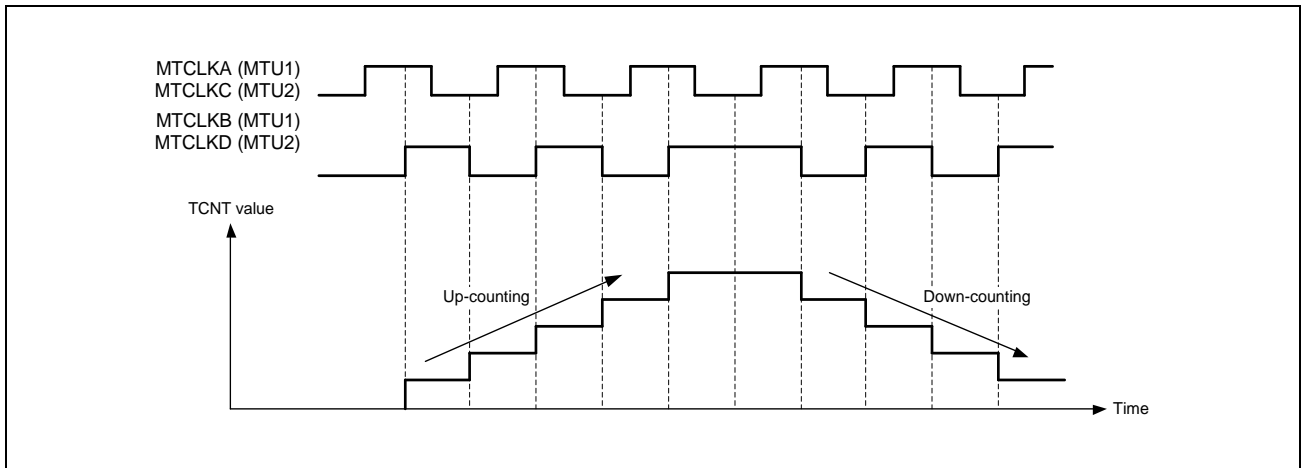 MTCLKA (MTU1)
MTCLKC (MTU2)
MTCLKB (MTU1)
MTCLKD (MTU2)
TCNT value
Up-counting
Down-counting
Time